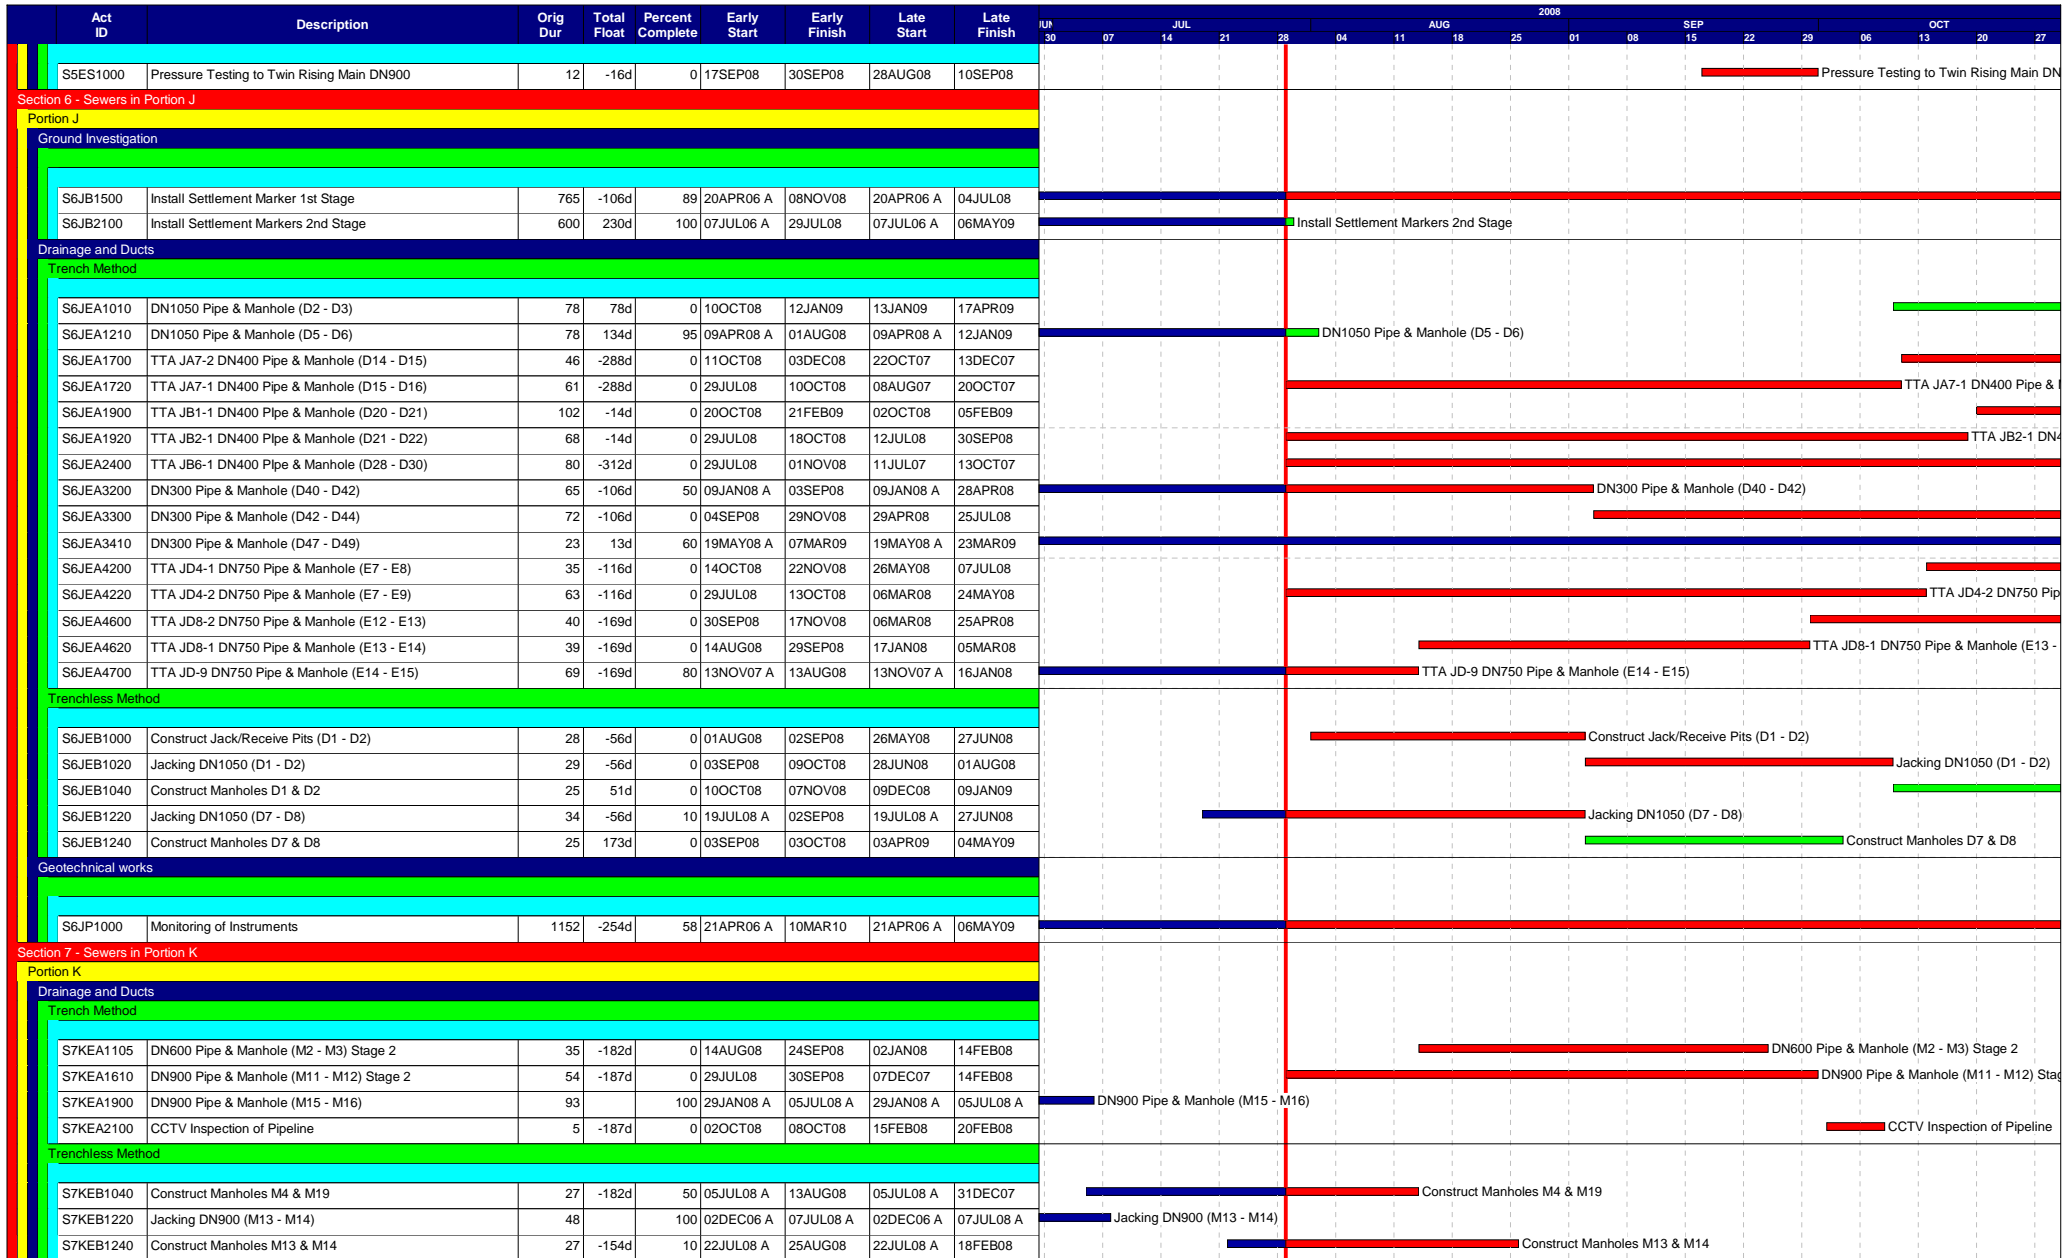 Act ID Description Orig Dur Total Float Percent Complete Early Start Early Finish Late Start Late Finish
2008
JUN JUL AUG SEP OCT
30 07 14 21 28 04 11 18 25 01 08 15 22 29 06 13 20 27
S5ES1000 Pressure Testing to Twin Rising Main DN900 12 -16d 0 17SEP08 30SEP08 28AUG08 10SEP08 Pressure Testing to Twin Rising Main DN
Section 6 - Sewers in Portion J
Portion J
Ground Investigation
S6JB1500 Install Settlement Marker 1st Stage 765 -106d 89 20APR06 A 08NOV08 20APR06 A 04JUL08
S6JB2100 Install Settlement Markers 2nd Stage 600 230d 100 07JUL06 A 29JUL08 07JUL06 A 06MAY09 Install Settlement Markers 2nd Stage
Drainage and Ducts
Trench Method
S6JEA1010 DN1050 Pipe & Manhole (D2 - D3) 78 78d 0 10OCT08 12JAN09 13JAN09 17APR09
S6JEA1210 DN1050 Pipe & Manhole (D5 - D6) 78 134d 95 09APR08 A 01AUG08 09APR08 A 12JAN09 DN1050 Pipe & Manhole (D5 - D6)
S6JEA1700 TTA JA7-2 DN400 Pipe & Manhole (D14 - D15) 46 -288d 0 11OCT08 03DEC08 22OCT07 13DEC07
S6JEA1720 TTA JA7-1 DN400 Pipe & Manhole (D15 - D16) 61 -288d 0 29JUL08 10OCT08 08AUG07 20OCT07 TTA JA7-1 DN400 Pipe &
S6JEA1900 TTA JB1-1 DN400 PIpe & Manhole (D20 - D21) 102 -14d 0 20OCT08 21FEB09 02OCT08 05FEB09
S6JEA1920 TTA JB2-1 DN400 PIpe & Manhole (D21 - D22) 68 -14d 0 29JUL08 18OCT08 12JUL08 30SEP08 TTA JB2-1 DN4
S6JEA2400 TTA JB6-1 DN400 PIpe & Manhole (D28 - D30) 80 -312d 0 29JUL08 01NOV08 11JUL07 13OCT07
S6JEA3200 DN300 Pipe & Manhole (D40 - D42) 65 -106d 50 09JAN08 A 03SEP08 09JAN08 A 28APR08 DN300 Pipe & Manhole (D40 - D42)
S6JEA3300 DN300 Pipe & Manhole (D42 - D44) 72 -106d 0 04SEP08 29NOV08 29APR08 25JUL08
S6JEA3410 DN300 Pipe & Manhole (D47 - D49) 23 13d 60 19MAY08 A 07MAR09 19MAY08 A 23MAR09
S6JEA4200 TTA JD4-1 DN750 Pipe & Manhole (E7 - E8) 35 -116d 0 14OCT08 22NOV08 26MAY08 07JUL08
S6JEA4220 TTA JD4-2 DN750 Pipe & Manhole (E7 - E9) 63 -116d 0 29JUL08 13OCT08 06MAR08 24MAY08 TTA JD4-2 DN750 Pip
S6JEA4600 TTA JD8-2 DN750 Pipe & Manhole (E12 - E13) 40 -169d 0 30SEP08 17NOV08 06MAR08 25APR08
S6JEA4620 TTA JD8-1 DN750 Pipe & Manhole (E13 - E14) 39 -169d 0 14AUG08 29SEP08 17JAN08 05MAR08 TTA JD8-1 DN750 Pipe & Manhole (E13 -
S6JEA4700 TTA JD-9 DN750 Pipe & Manhole (E14 - E15) 69 -169d 80 13NOV07 A 13AUG08 13NOV07 A 16JAN08 TTA JD-9 DN750 Pipe & Manhole (E14 - E15)
Trenchless Method
S6JEB1000 Construct Jack/Receive Pits (D1 - D2) 28 -56d 0 01AUG08 02SEP08 26MAY08 27JUN08 Construct Jack/Receive Pits (D1 - D2)
S6JEB1020 Jacking DN1050 (D1 - D2) 29 -56d 0 03SEP08 09OCT08 28JUN08 01AUG08 Jacking DN1050 (D1 - D2)
S6JEB1040 Construct Manholes D1 & D2 25 51d 0 10OCT08 07NOV08 09DEC08 09JAN09
S6JEB1220 Jacking DN1050 (D7 - D8) 34 -56d 10 19JUL08 A 02SEP08 19JUL08 A 27JUN08 Jacking DN1050 (D7 - D8)
S6JEB1240 Construct Manholes D7 & D8 25 173d 0 03SEP08 03OCT08 03APR09 04MAY09 Construct Manholes D7 & D8
Geotechnical works
S6JP1000 Monitoring of Instruments 1152 -254d 58 21APR06 A 10MAR10 21APR06 A 06MAY09
Section 7 - Sewers in Portion K
Portion K
Drainage and Ducts
Trench Method
S7KEA1105 DN600 Pipe & Manhole (M2 - M3) Stage 2 35 -182d 0 14AUG08 24SEP08 02JAN08 14FEB08 DN600 Pipe & Manhole (M2 - M3) Stage 2
S7KEA1610 DN900 Pipe & Manhole (M11 - M12) Stage 2 54 -187d 0 29JUL08 30SEP08 07DEC07 14FEB08 DN900 Pipe & Manhole (M11 - M12) Stag
S7KEA1900 DN900 Pipe & Manhole (M15 - M16) 93 100 29JAN08 A 05JUL08 A 29JAN08 A 05JUL08 A DN900 Pipe & Manhole (M15 - M16)
S7KEA2100 CCTV Inspection of Pipeline 5 -187d 0 02OCT08 08OCT08 15FEB08 20FEB08 CCTV Inspection of Pipeline
Trenchless Method
S7KEB1040 Construct Manholes M4 & M19 27 -182d 50 05JUL08 A 13AUG08 05JUL08 A 31DEC07 Construct Manholes M4 & M19
S7KEB1220 Jacking DN900 (M13 - M14) 48 100 02DEC06 A 07JUL08 A 02DEC06 A 07JUL08 A Jacking DN900 (M13 - M14)
S7KEB1240 Construct Manholes M13 & M14 27 -154d 10 22JUL08 A 25AUG08 22JUL08 A 18FEB08 Construct Manholes M13 & M14